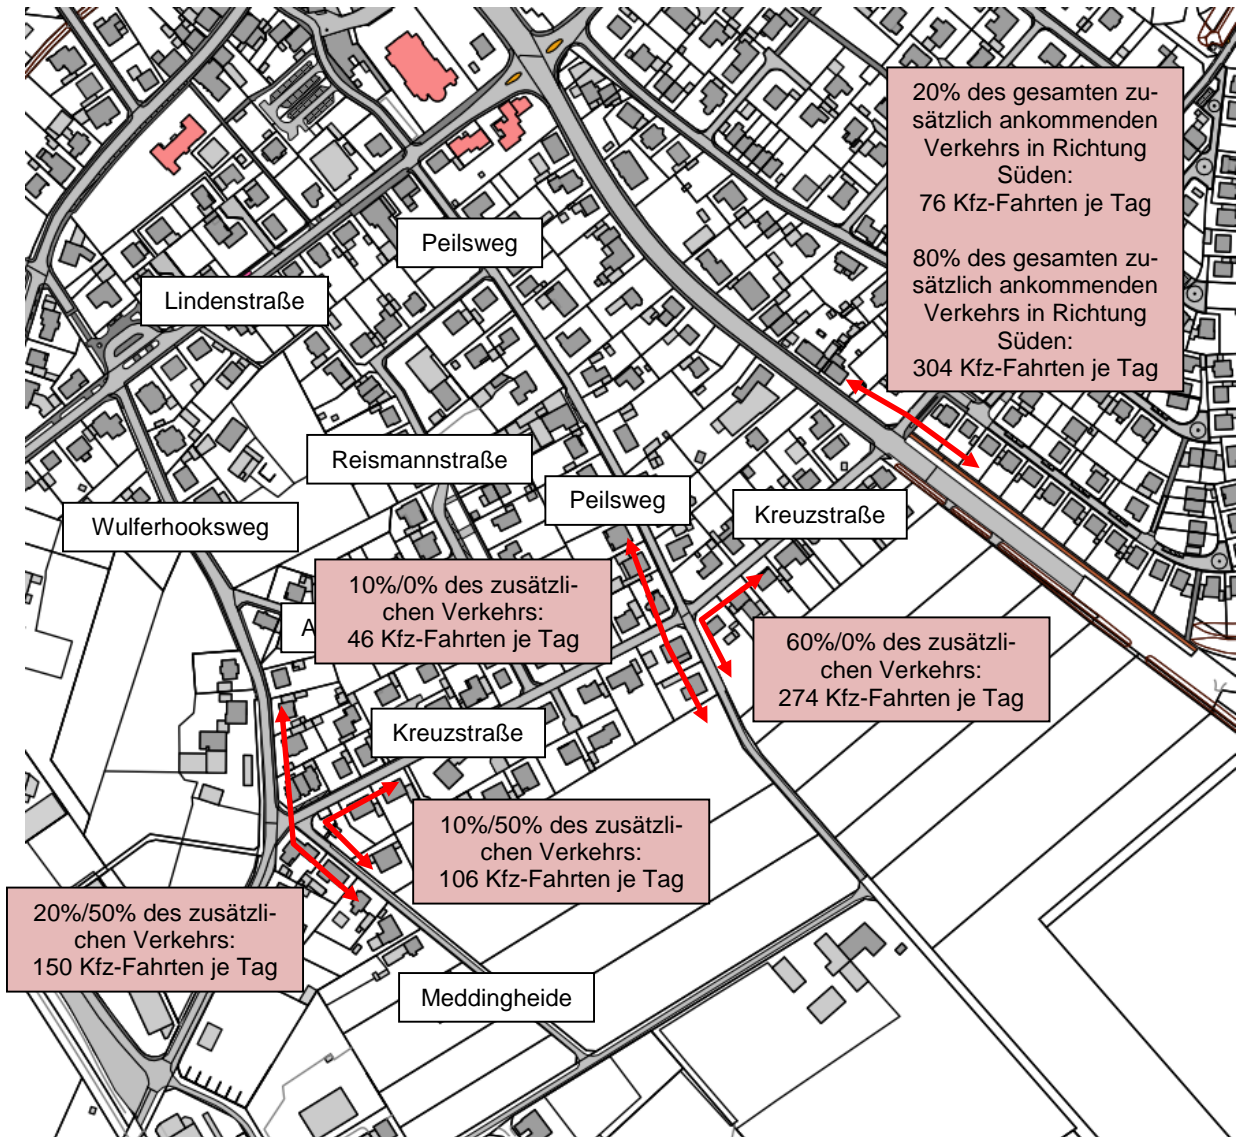 20% des gesamten zu-
sätzlich ankommenden
Verkehrs in Richtung
Süden:
76 Kfz-Fahrten je Tag
80% des gesamten zu-
sätzlich ankommenden
Verkehrs in Richtung
Süden:
304 Kfz-Fahrten je Tag
Peilsweg
Lindenstraße
Reismannstraße
Peilsweg
Kreuzstraße
Wulferhooksweg
10%/0% des zusätzli-
chen Verkehrs:
46 Kfz-Fahrten je Tag
A
60%/0% des zusätzli-
chen Verkehrs:
274 Kfz-Fahrten je Tag
Kreuzstraße
10%/50% des zusätzli-
chen Verkehrs:
106 Kfz-Fahrten je Tag
20%/50% des zusätzli-
chen Verkehrs:
150 Kfz-Fahrten je Tag
Meddingheide